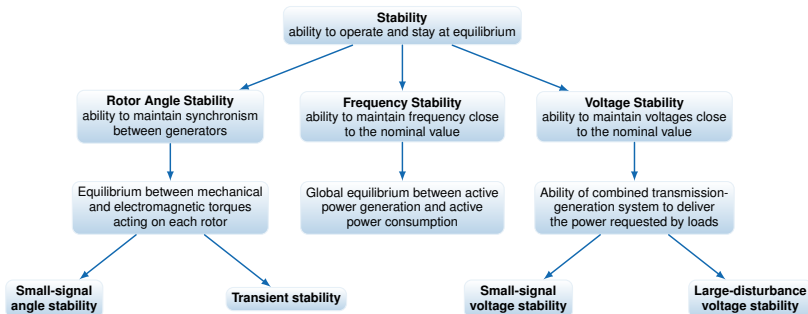 Stability
ability to operate and stay at equilibrium
Rotor Angle Stability
ability to maintain synchronism
between generators
Frequency Stability
ability to maintain frequency close
to the nominal value
Voltage Stability
ability to maintain voltages close
to the nominal value
Equilibrium between mechanical
and electromagnetic torques
acting on each rotor
Global equilibrium between active
power generation and active
power consumption
Ability of combined transmission-
generation system to deliver
the power requested by loads
Small-signal
angle stability
Transient stability
Small-signal
voltage stability
Large-disturbance
voltage stability